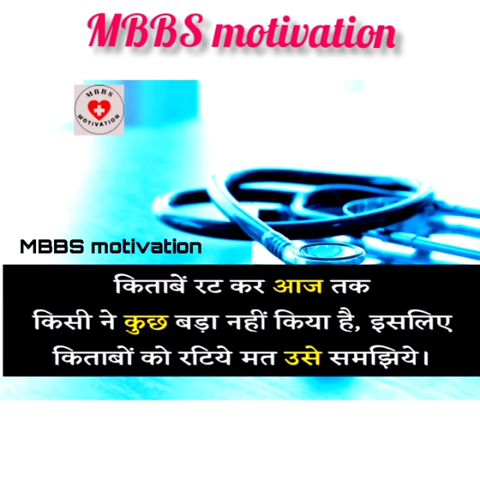 MBBS motivation
MBBS
MOTIVATION
MBBS motivation
किताबें रट कर आज तक
किसी ने कुछ बड़ा नहीं किया है, इसलिए
किताबों को रटिये मत उसे समझिये।